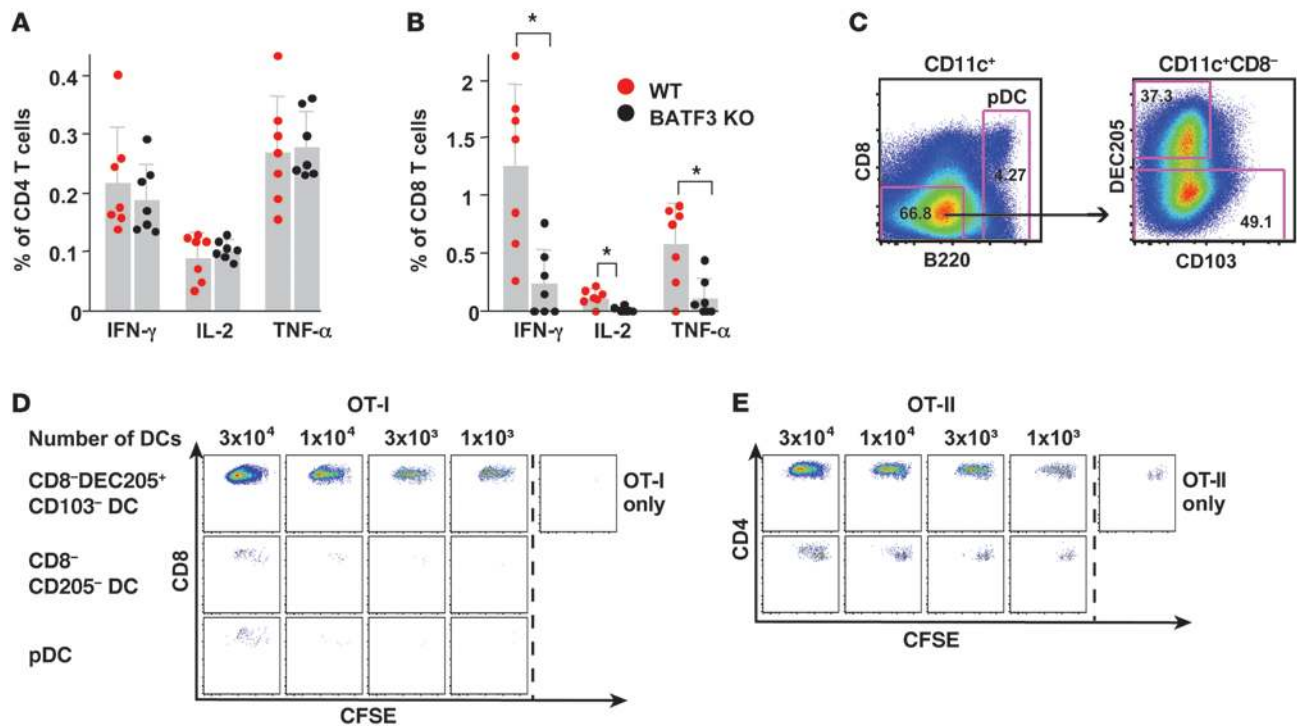 A
% of CD4 T cells
0.4
0.3
0.2
0.1
0
IFN-γ IL-2 TNF-α
B
% of CD8 T cells
2
1.5
1
0.5
0
*
*
*
WT
BATF3 KO
IFN-γ IL-2 TNF-α
C
CD11c⁺
pDC
CD8
4.27
66.8
B220
CD11c⁺CD8⁻
37.3
DEC205
49.1
CD103
D
OT-I
Number of DCs 3x10⁴ 1x10⁴ 3x10³ 1x10³
CD8⁻DEC205⁺
CD103⁻ DC
OT-I
only
CD8⁻
CD205⁻ DC
pDC
CD8
CFSE
E
OT-II
3x10⁴ 1x10⁴ 3x10³ 1x10³
OT-II
only
CD4
CFSE